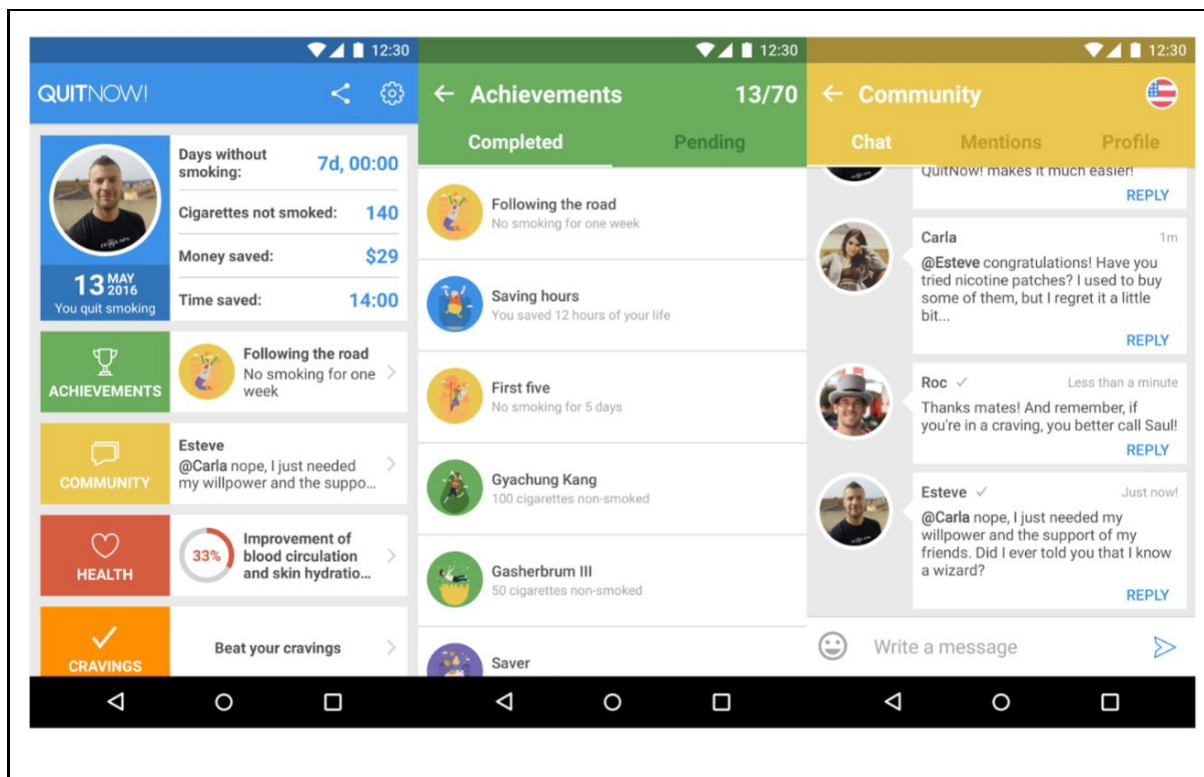 12:30
QUITNOW!
Days without
smoking:
7d, 00:00
Cigarettes not smoked:
140
Money saved:
$29
Time saved:
14:00
13 MAY
2016
You quit smoking
ACHIEVEMENTS
Following the road
No smoking for one
week
COMMUNITY
Esteve
@Carla nope, I just needed
my willpower and the suppo...
HEALTH
33%
Improvement of
blood circulation
and skin hydratio...
CRAVINGS
Beat your cravings
12:30
Achievements
13/70
Completed
Pending
Following the road
No smoking for one week
Saving hours
You saved 12 hours of your life
First five
No smoking for 5 days
Gyachung Kang
100 cigarettes non-smoked
Gasherbrum III
50 cigarettes non-smoked
Saver
12:30
Community
Chat
Mentions
Profile
QuitNow! makes it much easier!
REPLY
Carla
1m
@Esteve congratulations! Have you
tried nicotine patches? I used to buy
some of them, but I regret it a little
bit...
REPLY
Roc
Less than a minute
Thanks mates! And remember, if
you're in a craving, you better call Saul!
REPLY
Esteve
Just now!
@Carla nope, I just needed my
willpower and the support of my
friends. Did I ever told you that I know
a wizard?
REPLY
Write a message